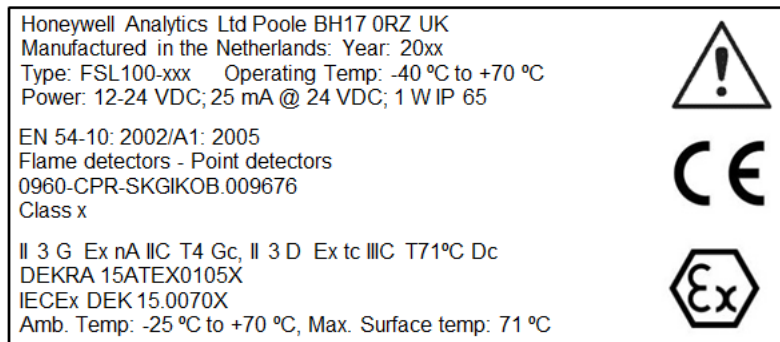 Honeywell Analytics Ltd Poole BH17 0RZ UK
Manufactured in the Netherlands: Year: 20xx
Type: FSL100-xxx Operating Temp: -40 ºC to +70 ºC
Power: 12-24 VDC; 25 mA @ 24 VDC; 1 W IP 65
EN 54-10: 2002/A1: 2005
Flame detectors - Point detectors
0960-CPR-SKGIKOB.009676
Class x
II 3 G Ex nA IIC T4 Gc, II 3 D Ex tc IIIC T71ºC Dc
DEKRA 15ATEX0105X
IECEx DEK 15.0070X
Amb. Temp: -25 ºC to +70 ºC, Max. Surface temp: 71 ºC
!
CE
Ex